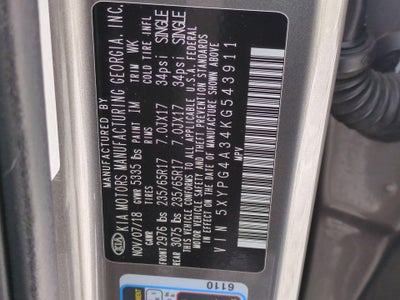 MANUFACTURED BY
KIA KIA MOTORS MANUFACTURING GEORGIA, INC.
NOV/07/18 GVWR 5335 lbs PAINT IM TRIM WK
GAWR TIRES RIMS COLD TIRE INFL
FRONT 2976 lbs 235/65R17 7.0JX17 34psi SINGLE
REAR 3075 lbs 235/65R17 7.0JX17 34psi SINGLE
THIS VEHICLE CONFORMS TO ALL APPLICABLE U.S.A FEDERAL
MOTOR VEHICLE SAFETY AND THEFT PREVENTION STANDARDS
IN EFFECT ON THE DATE OF MANUFACTURE SHOWN ABOVE
VIN 5XYPG4A34KG543911
MPV
6110